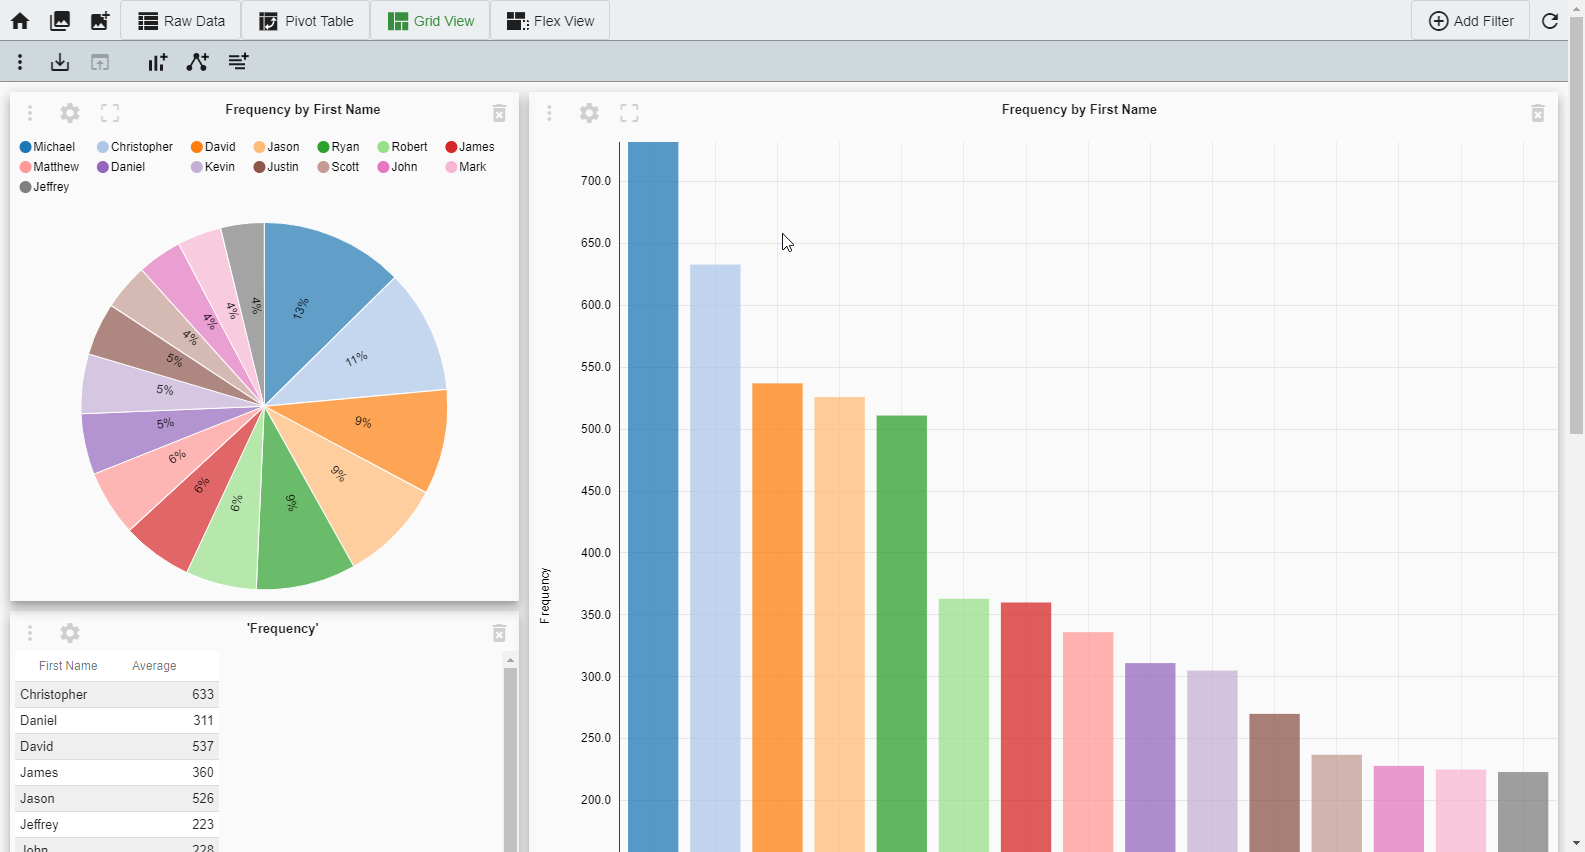 Raw Data Pivot Table Grid View Flex View Add Filter
Frequency by First Name
Michael Christopher David Jason Ryan Robert James
Matthew Daniel Kevin Justin Scott John Mark
Jeffrey
4% 13%
4%
4%
4% 11%
5%
5% 9%
5%
6% 9%
6%
6% 9%
'Frequency'
First Name Average
Christopher 633
Daniel 311
David 537
James 360
Jason 526
Jeffrey 223
John 228
Frequency by First Name
700.0
650.0
600.0
550.0
500.0
450.0
400.0
350.0
300.0
250.0
200.0
Frequency